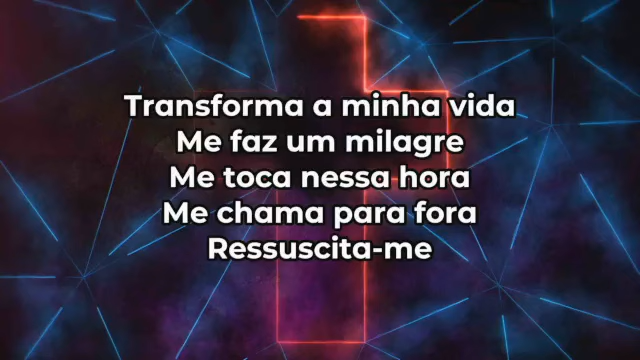 Transforma a minha vida
Me faz um milagre
Me toca nessa hora
Me chama para fora
Ressuscita-me